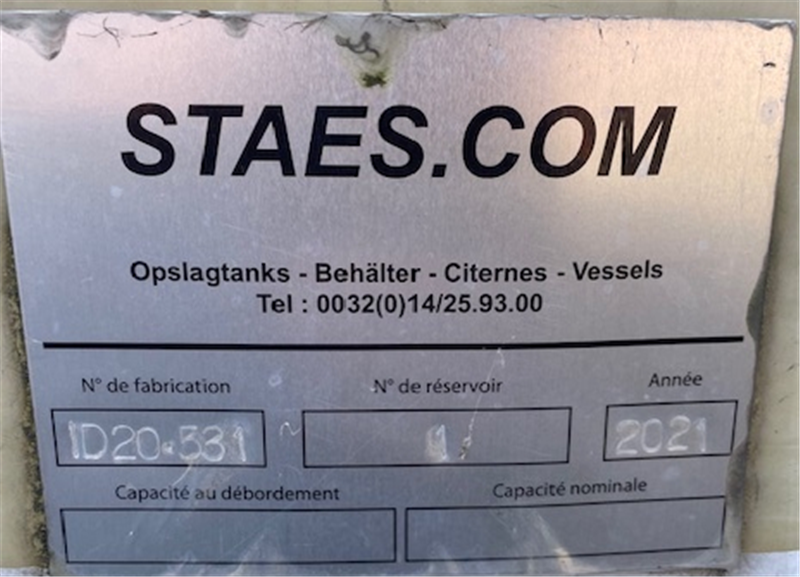 STAES.COM
Opslagtanks - Behälter - Citernes - Vessels
Tel : 0032(0)14/25.93.00
N° de fabrication N° de réservoir Année
ID20.531 1 2021
Capacité au débordement Capacité nominale